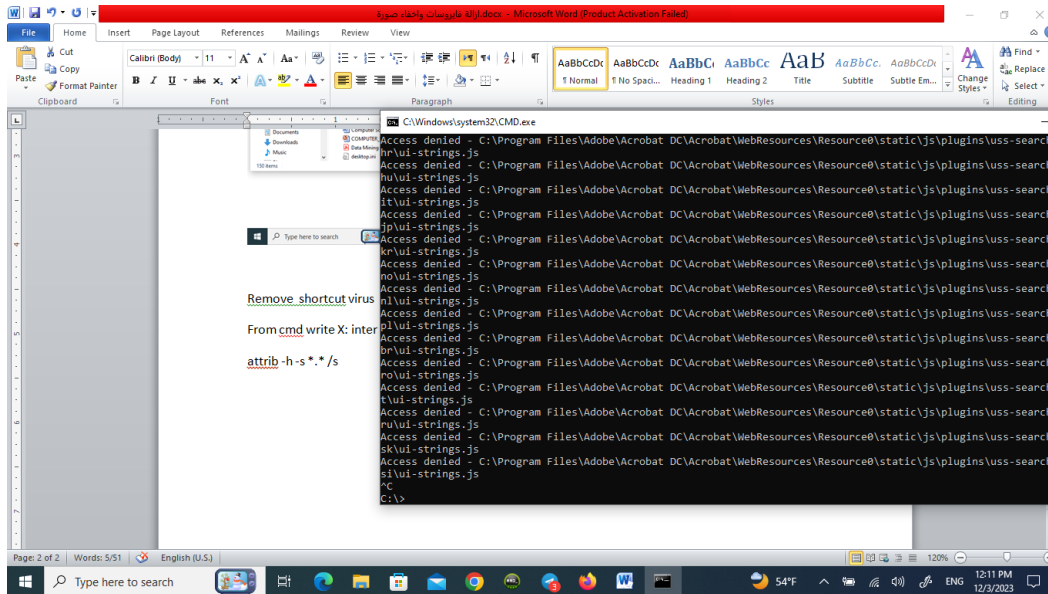 ازالة فايروسات واخفاء صورة.docx - Microsoft Word (Product Activation Failed)
File Home Insert Page Layout References Mailings Review View
Cut
Copy
Format Painter
Paste
Calibri (Body) 11
AaBbCcDc AaBbCcDc AaBbC AaBbCc AaB AaBbCc. AaBbCcDc
¶ Normal ¶ No Spaci... Heading 1 Heading 2 Title Subtitle Subtle Em...
Change Styles
Find
Replace
Select
Clipboard Font Paragraph Styles Editing
Documents
Downloads
Music
156 items
COMPUTER
Data Mining
desktop.ini
Type here to search
Remove shortcut virus
From cmd write X: inter
attrib -h -s *.* /s
C:\Windows\system32\CMD.exe
Access denied - C:\Program Files\Adobe\Acrobat DC\Acrobat\WebResources\Resource0\static\js\plugins\uss-search
hr\ui-strings.js
Access denied - C:\Program Files\Adobe\Acrobat DC\Acrobat\WebResources\Resource0\static\js\plugins\uss-search
hu\ui-strings.js
Access denied - C:\Program Files\Adobe\Acrobat DC\Acrobat\WebResources\Resource0\static\js\plugins\uss-search
it\ui-strings.js
Access denied - C:\Program Files\Adobe\Acrobat DC\Acrobat\WebResources\Resource0\static\js\plugins\uss-search
jp\ui-strings.js
Access denied - C:\Program Files\Adobe\Acrobat DC\Acrobat\WebResources\Resource0\static\js\plugins\uss-search
kr\ui-strings.js
Access denied - C:\Program Files\Adobe\Acrobat DC\Acrobat\WebResources\Resource0\static\js\plugins\uss-search
no\ui-strings.js
Access denied - C:\Program Files\Adobe\Acrobat DC\Acrobat\WebResources\Resource0\static\js\plugins\uss-search
nl\ui-strings.js
Access denied - C:\Program Files\Adobe\Acrobat DC\Acrobat\WebResources\Resource0\static\js\plugins\uss-search
pl\ui-strings.js
Access denied - C:\Program Files\Adobe\Acrobat DC\Acrobat\WebResources\Resource0\static\js\plugins\uss-search
br\ui-strings.js
Access denied - C:\Program Files\Adobe\Acrobat DC\Acrobat\WebResources\Resource0\static\js\plugins\uss-search
ro\ui-strings.js
Access denied - C:\Program Files\Adobe\Acrobat DC\Acrobat\WebResources\Resource0\static\js\plugins\uss-search
t\ui-strings.js
Access denied - C:\Program Files\Adobe\Acrobat DC\Acrobat\WebResources\Resource0\static\js\plugins\uss-search
ru\ui-strings.js
Access denied - C:\Program Files\Adobe\Acrobat DC\Acrobat\WebResources\Resource0\static\js\plugins\uss-search
sk\ui-strings.js
Access denied - C:\Program Files\Adobe\Acrobat DC\Acrobat\WebResources\Resource0\static\js\plugins\uss-search
si\ui-strings.js
^C
C:\>
Page: 2 of 2 Words: 5/51 English (U.S.) 120%
Type here to search 54°F ENG 12:11 PM
12/3/2023